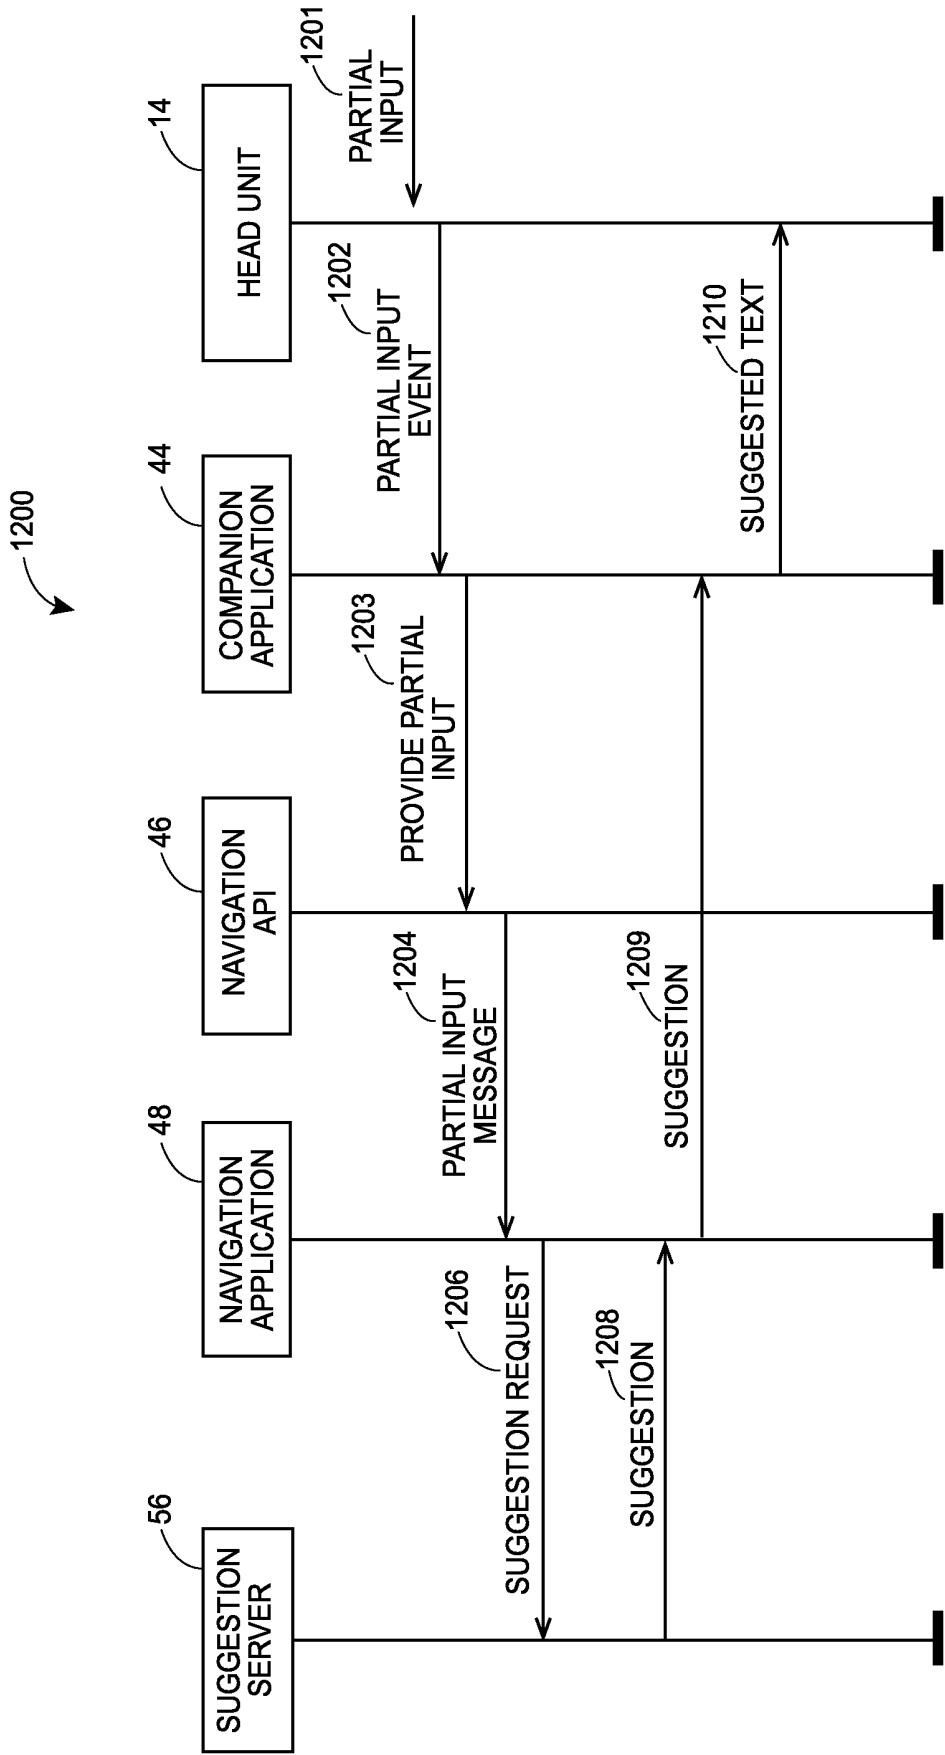 1200
56
SUGGESTION
SERVER
48
NAVIGATION
APPLICATION
46
NAVIGATION
API
44
COMPANION
APPLICATION
14
HEAD UNIT
1201
PARTIAL
INPUT
1202
PARTIAL INPUT
EVENT
1203
PROVIDE PARTIAL
INPUT
1204
PARTIAL INPUT
MESSAGE
1206
SUGGESTION REQUEST
1208
SUGGESTION
1209
SUGGESTION
1210
SUGGESTED TEXT